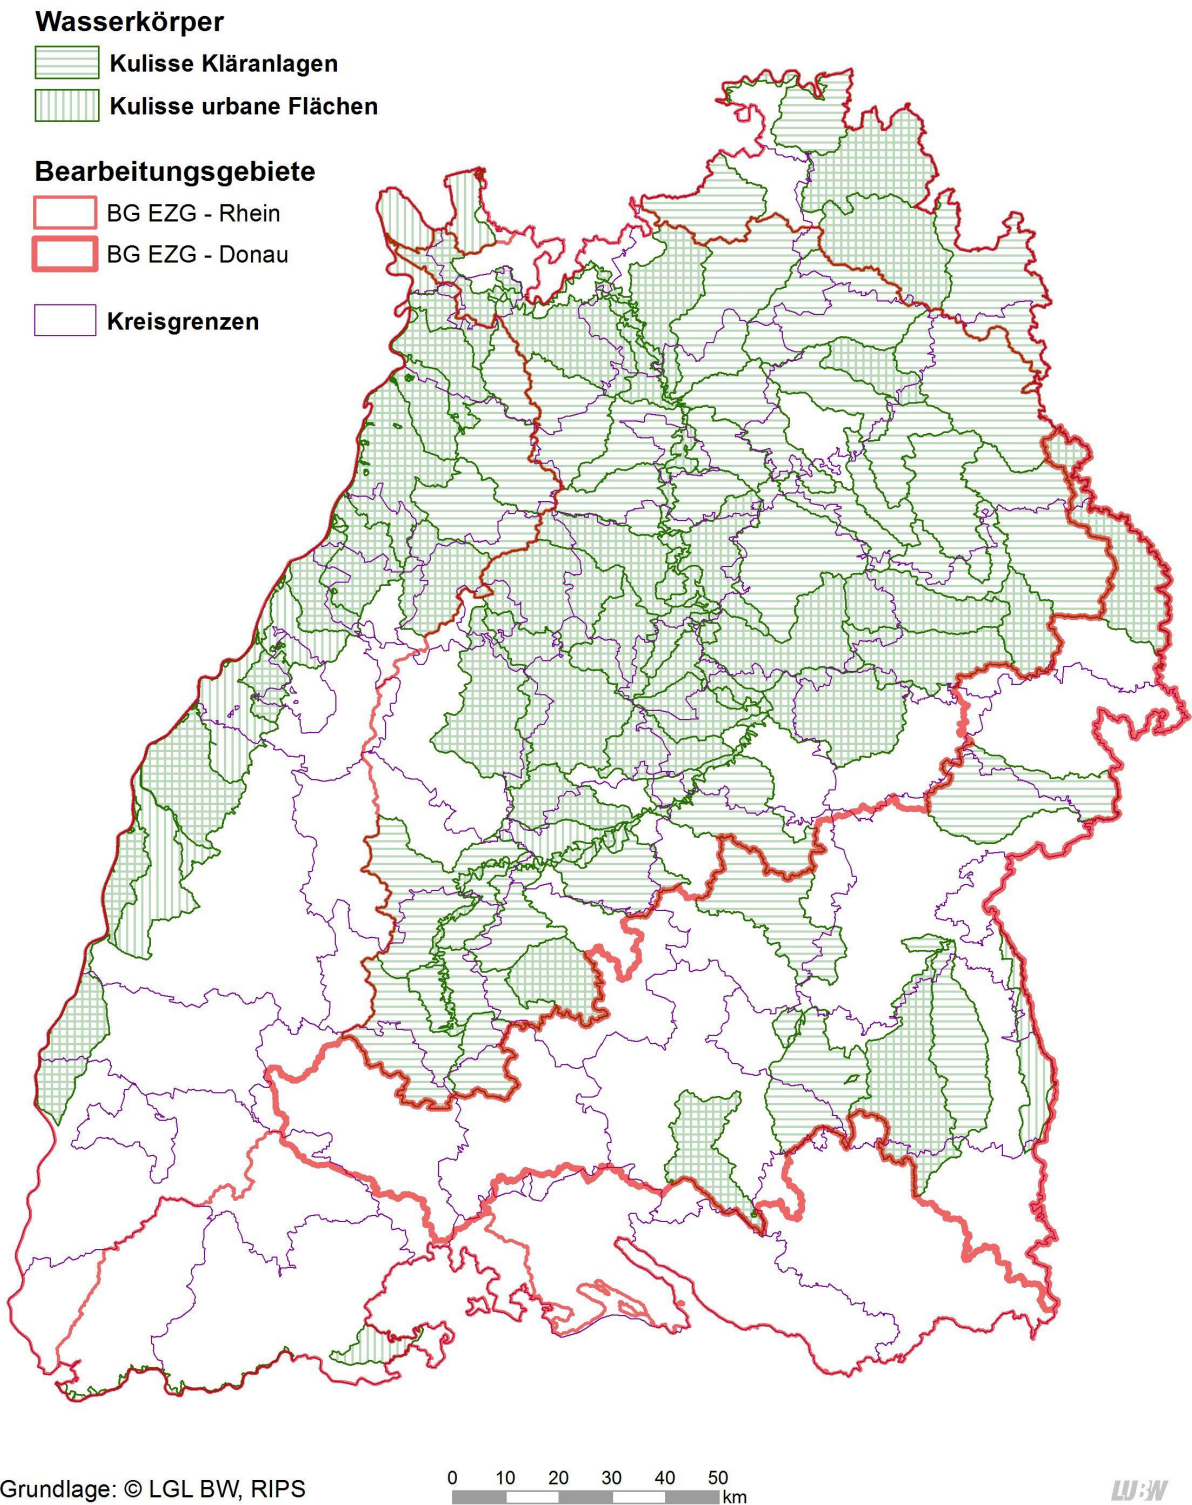 Wasserkörper
Kulisse Kläranlagen
Kulisse urbane Flächen
Bearbeitungsgebiete
BG EZG - Rhein
BG EZG - Donau
Kreisgrenzen
Grundlage: © LGL BW, RIPS
0 10 20 30 40 50
km
LUBW